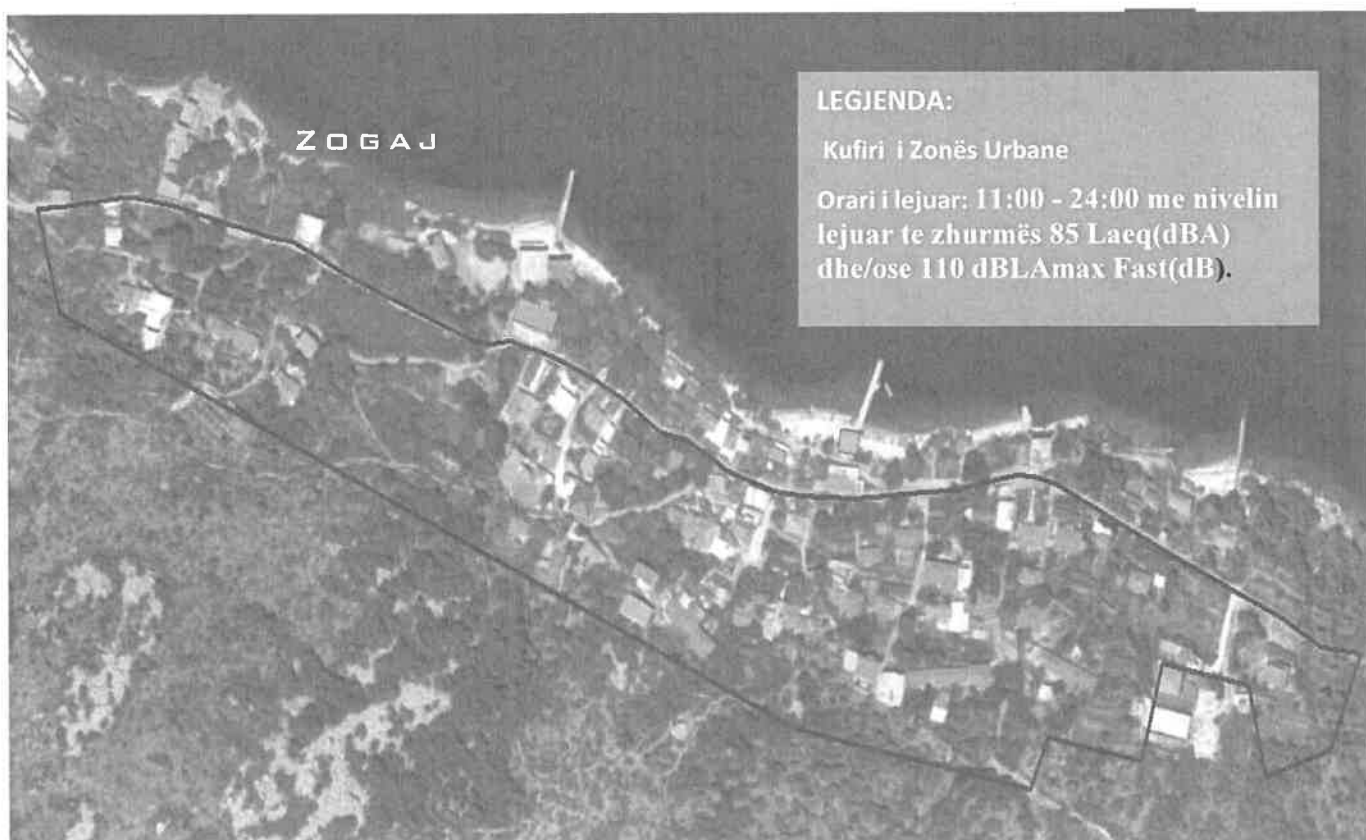 ZOGAJ
LEGJENDA:
Kufiri i Zonës Urbane
Orari i lejuar: 11:00 - 24:00 me nivelin
lejuar te zhurmës 85 Laeq(dBA)
dhe/ose 110 dBLAmax Fast(dB).